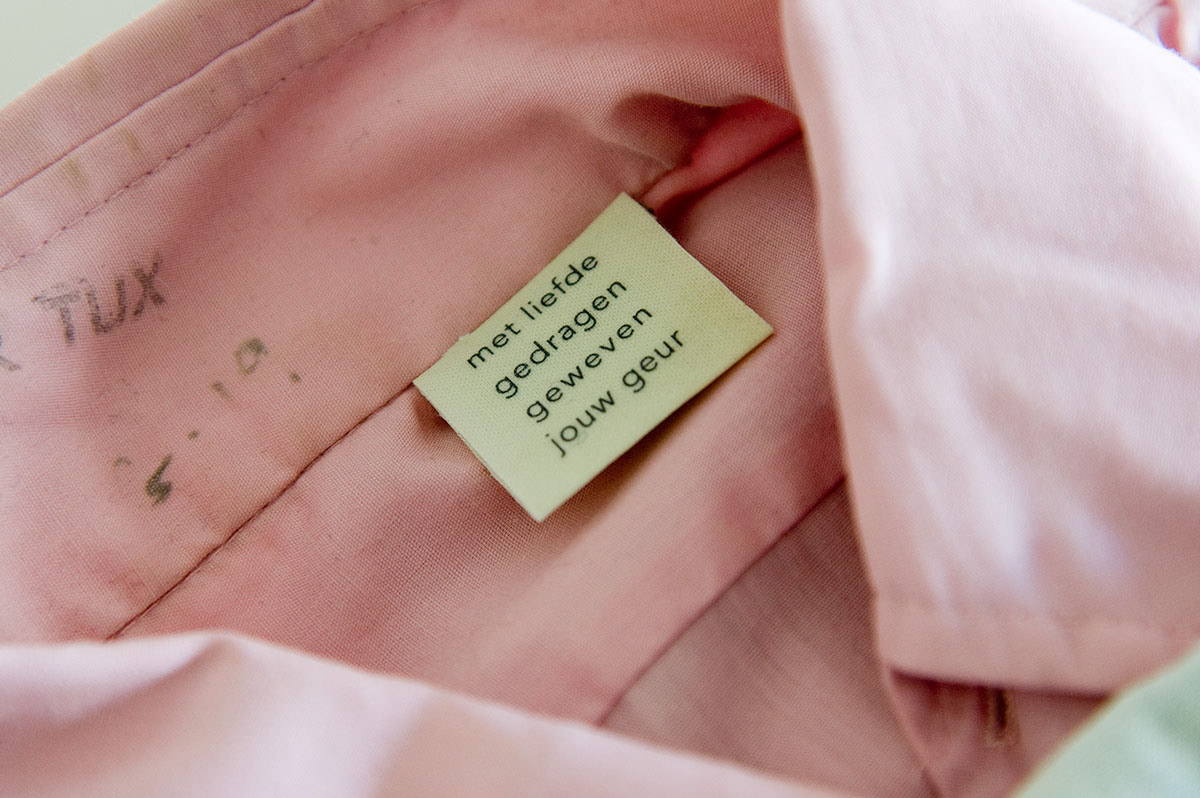 TUX
met liefde
gedragen
geweven
jouw geur